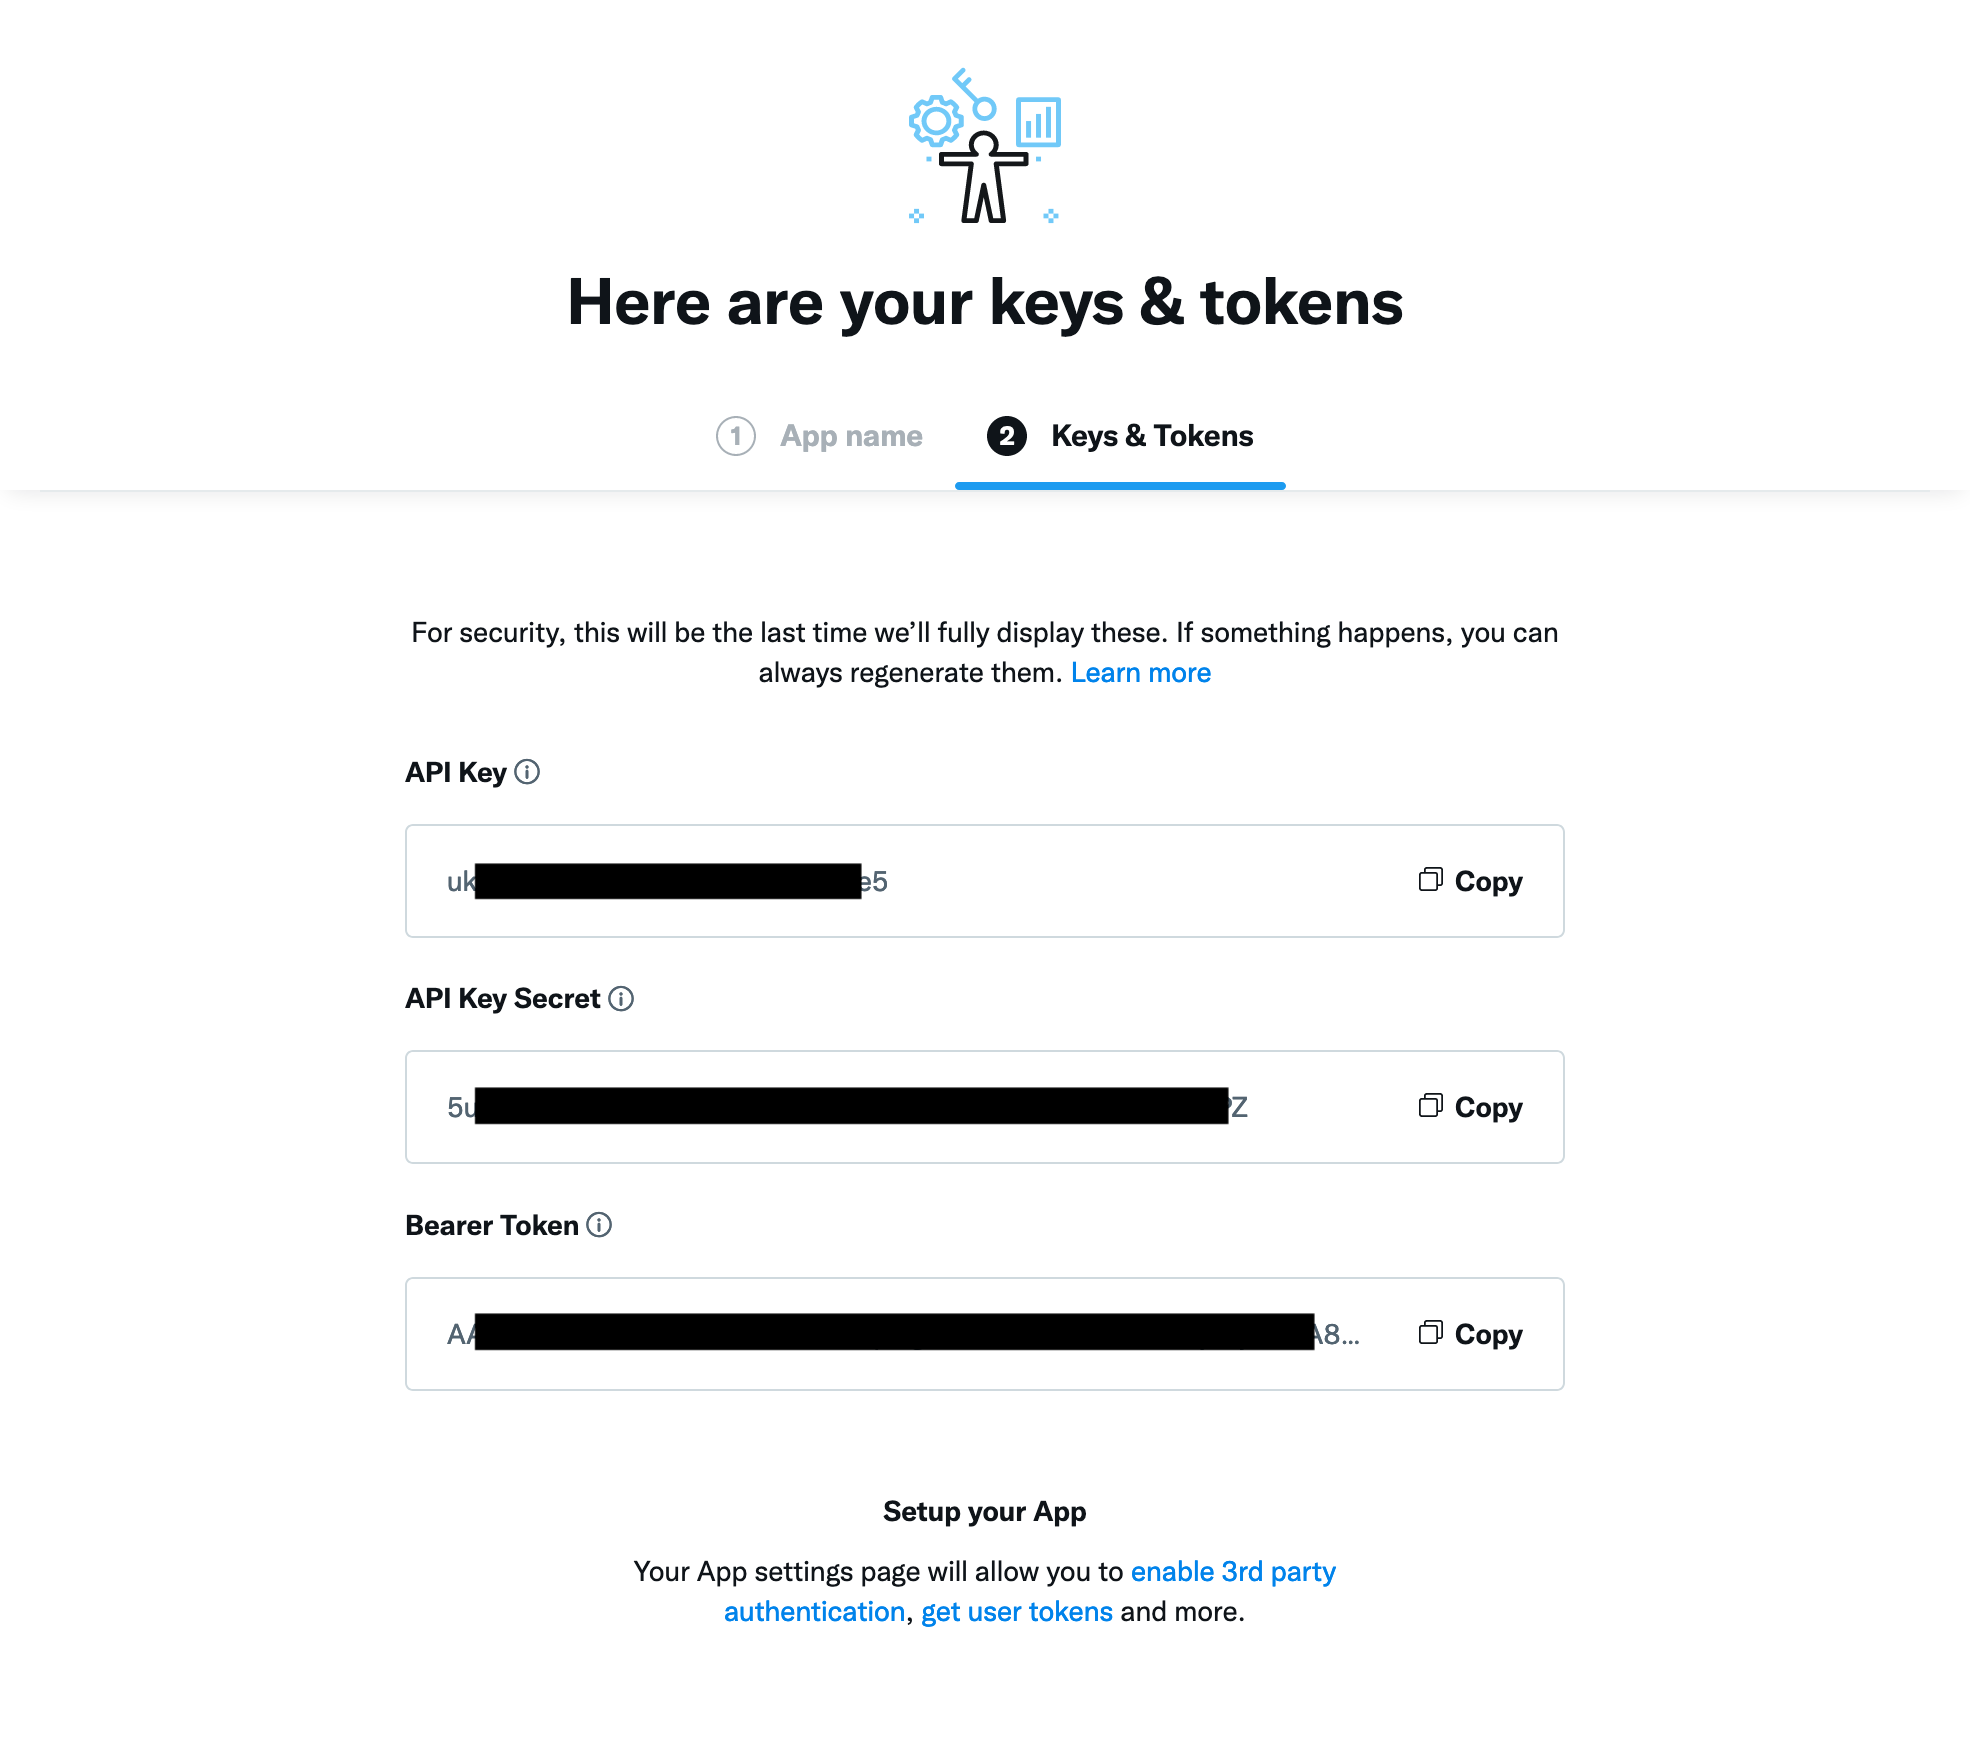 Here are your keys & tokens
1 App name 2 Keys & Tokens
For security, this will be the last time we'll fully display these. If something happens, you can
always regenerate them. Learn more
API Key
uk e5 Copy
API Key Secret
5u Z Copy
Bearer Token
AA A8... Copy
Setup your App
Your App settings page will allow you to enable 3rd party
authentication, get user tokens and more.